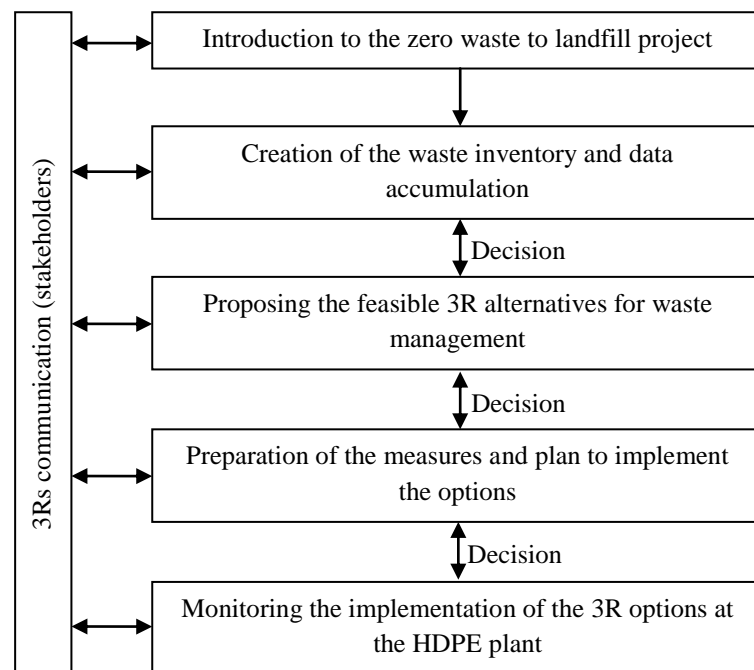 3Rs communication (stakeholders)
Introduction to the zero waste to landfill project
Creation of the waste inventory and data
accumulation
Decision
Proposing the feasible 3R alternatives for waste
management
Decision
Preparation of the measures and plan to implement
the options
Decision
Monitoring the implementation of the 3R options at
the HDPE plant